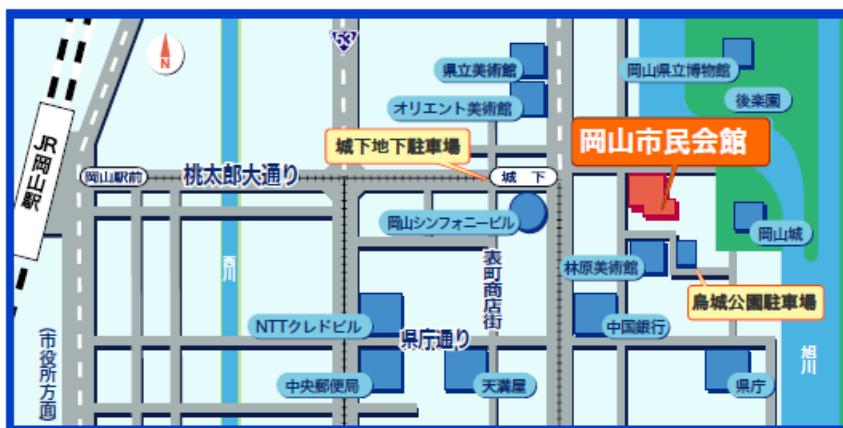 53
N
県立美術館
岡山県立博物館
オリエント美術館
後楽園
城下地下駐車場
岡山市民会館
JR岡山駅
岡山駅前
桃太郎大通り
城下
岡山シンフォニービル
岡山城
西川
表町商店街
林原美術館
烏城公園駐車場
NTTクレドビル
県庁通り
中国銀行
(市役所方面)
旭川
中央郵便局
天満屋
県庁